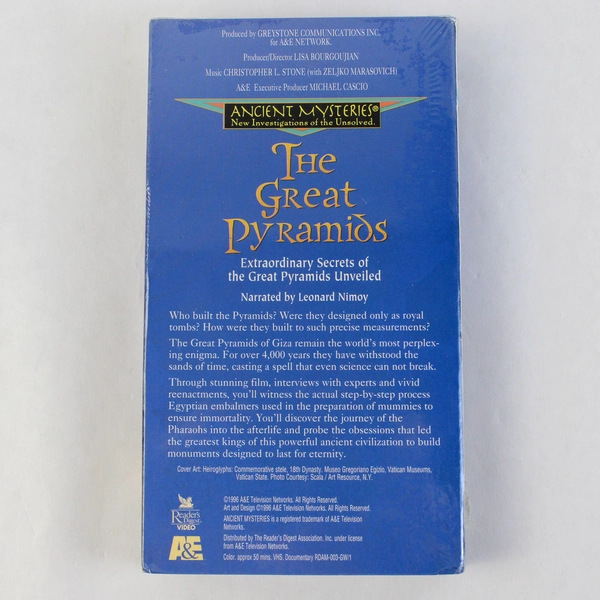 Produced by GREYSTONE COMMUNICATIONS INC.
for A&E NETWORK.
Producer/Director LISA BOURGOUJIAN
Music CHRISTOPHER L. STONE (with ZELJKO MARASOVICH)
A&E Executive Producer MICHAEL CASCIO
ANCIENT MYSTERIES®
New Investigations of the Unsolved.
The
Great
Pyramids
Extraordinary Secrets of
the Great Pyramids Unveiled
Narrated by Leonard Nimoy
Who built the Pyramids? Were they designed only as royal
tombs? How were they built to such precise measurements?
The Great Pyramids of Giza remain the world's most perplex-
ing enigma. For over 4,000 years they have withstood the
sands of time, casting a spell that even science can not break.
Through stunning film, interviews with experts and vivid
reenactments, you'll witness the actual step-by-step process
Egyptian embalmers used in the preparation of mummies to
ensure immortality. You'll discover the journey of the
Pharaohs into the afterlife and probe the obsessions that led
the greatest kings of this powerful ancient civilization to build
monuments designed to last for eternity.
Cover Art: Heiroglyphs: Commemorative stele, 18th Dynasty. Museo Gregoriano Egizio, Vatican Museums,
Vatican State. Photo Courtesy: Scala / Art Resource, N.Y.
Reader's
Digest
VIDEO
©1996 A&E Television Networks. All Rights Reserved.
Art and Design ©1996 A&E Television Networks. All Rights Reserved.
ANCIENT MYSTERIES is a registered trademark of A&E Television
Networks.
Distributed by The Reader's Digest Association, Inc. under license
from A&E Television Networks.
Color. approx 50 mins. VHS. Documentary RDAM-003-GW/1
A&E